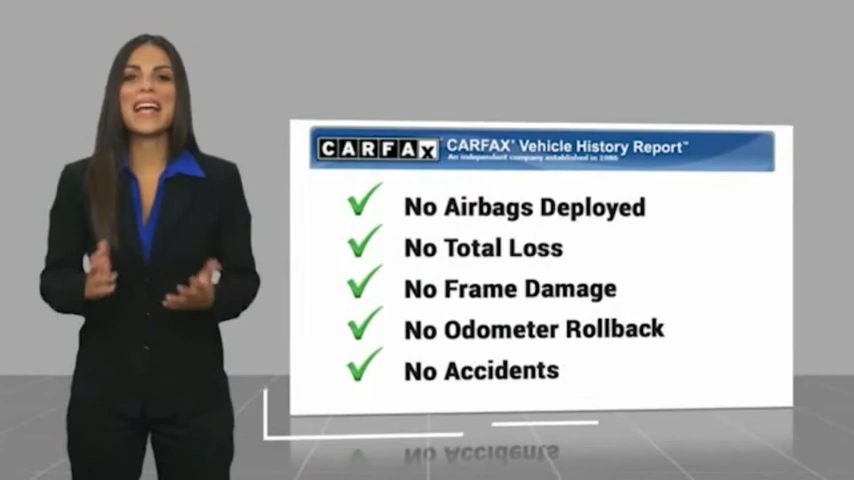 CARFAX CARFAX® Vehicle History Report™
An independent company established in 1986
No Airbags Deployed
No Total Loss
No Frame Damage
No Odometer Rollback
No Accidents
No Accidents